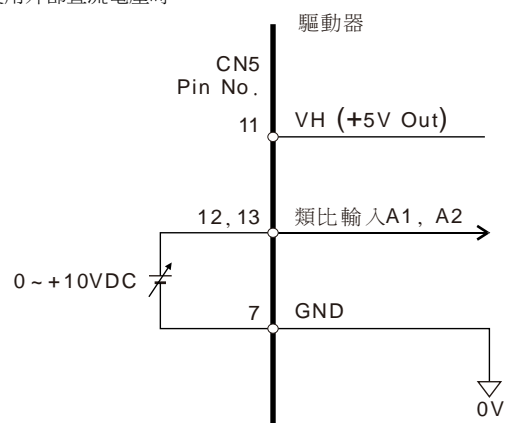 驅動器
CN5
Pin No.
11 VH (+5V Out)
12, 13 類比輸入A1, A2
0~+10VDC
7 GND
0V